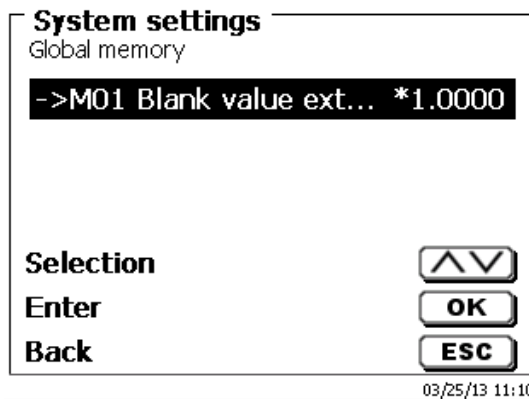 System settings
Global memory
->M01 Blank value ext... *1.0000
Selection
Enter OK
Back ESC
03/25/13 11:10